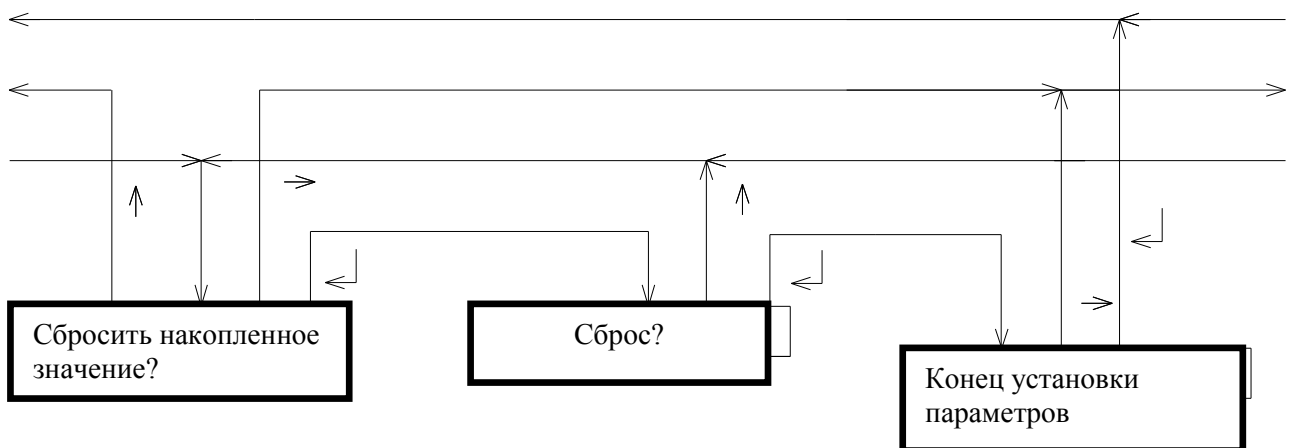 Сбросить накопленное
значение?
Сброс?
Конец установки
параметров